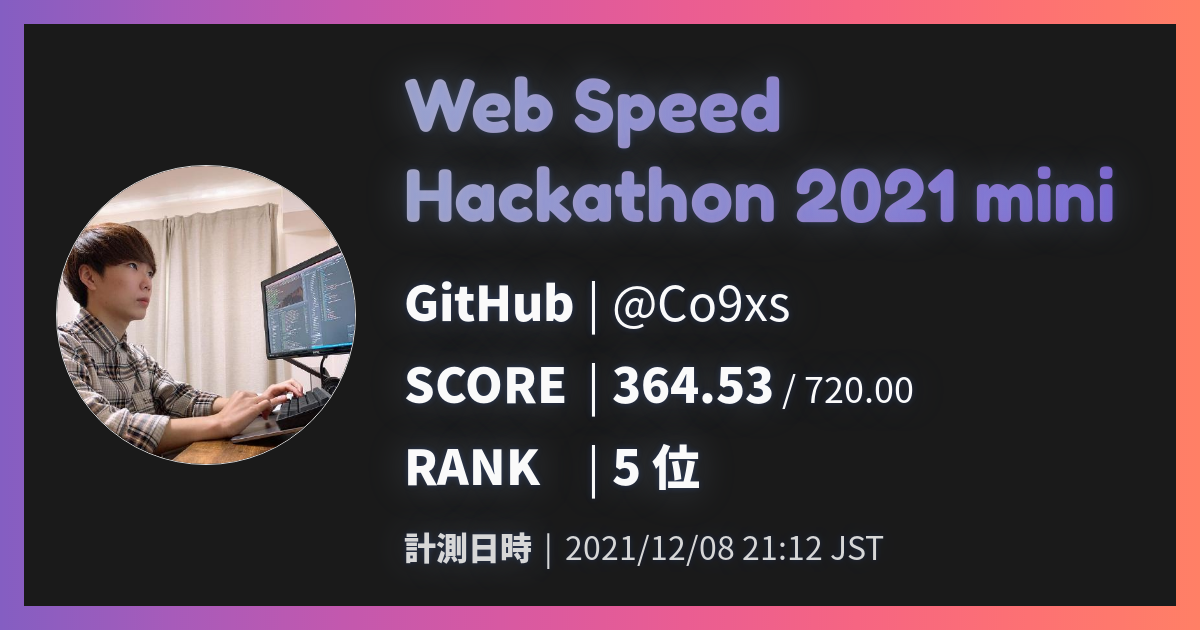 Web Speed
Hackathon 2021 mini
GitHub | @Co9xs
SCORE | 364.53 / 720.00
RANK | 5 位
計測日時 | 2021/12/08 21:12 JST